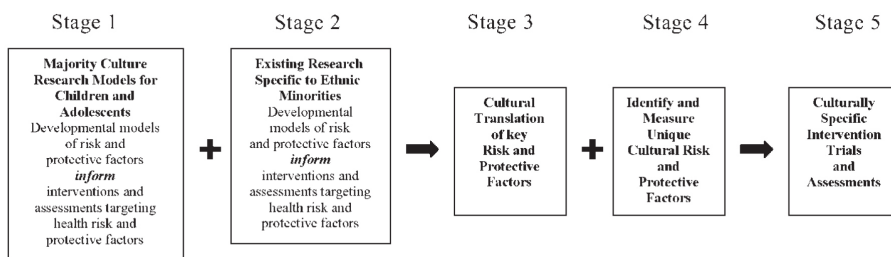 Stage 1
Stage 2
Stage 3
Stage 4
Stage 5
Majority Culture
Research Models for
Children and
Adolescents
Developmental models
of risk and
protective factors
inform
interventions and
assessments targeting
health risk and
protective factors
+
Existing Research
Specific to Ethnic
Minorities
Developmental
models of risk
and protective factors
inform
interventions and
assessments targeting
health risk and
protective factors
Cultural
Translation
of key
Risk and
Protective
Factors
+
Identify and
Measure
Unique
Cultural Risk
and
Protective
Factors
Culturally
Specific
Intervention
Trials
and
Assessments